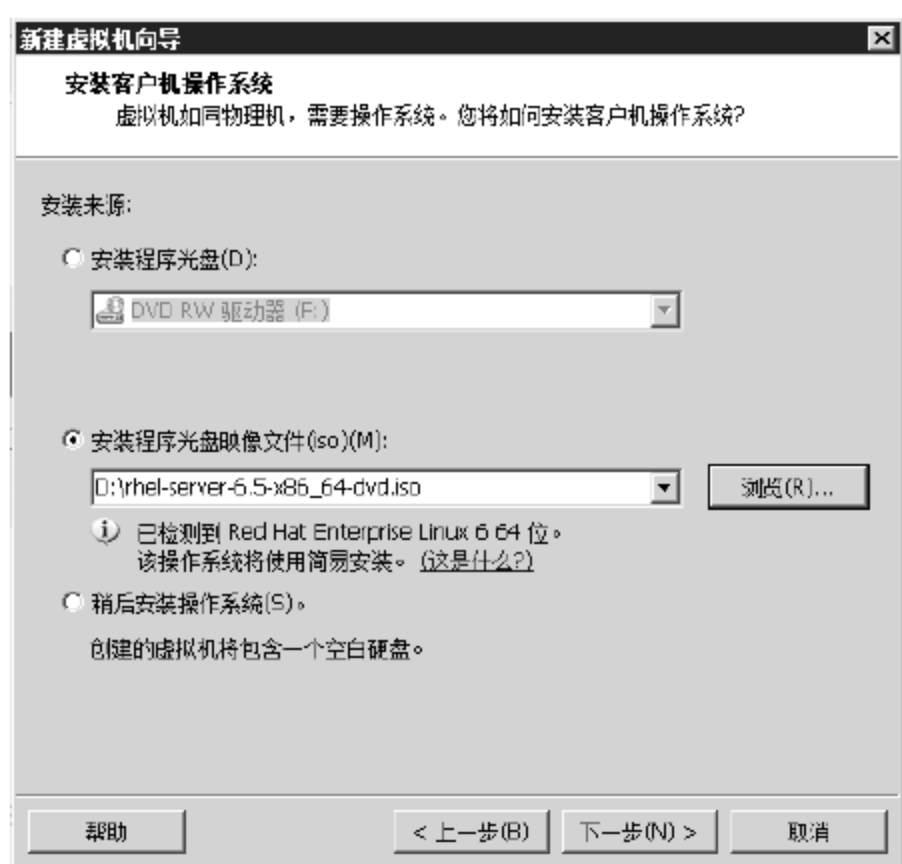 新建虚拟机向导
安装客户机操作系统
虚拟机如同物理机，需要操作系统。您将如何安装客户机操作系统?
安装来源:
安装程序光盘(D):
DVD RW 驱动器 (F:)
安装程序光盘映像文件(iso)(M):
D:\rhel-server-6.5-x86_64-dvd.iso
浏览(R)...
已检测到 Red Hat Enterprise Linux 6 64 位。
该操作系统将使用简易安装。 (这是什么?)
稍后安装操作系统(S)。
创建的虚拟机将包含一个空白硬盘。
帮助
< 上一步(B)
下一步(N) >
取消